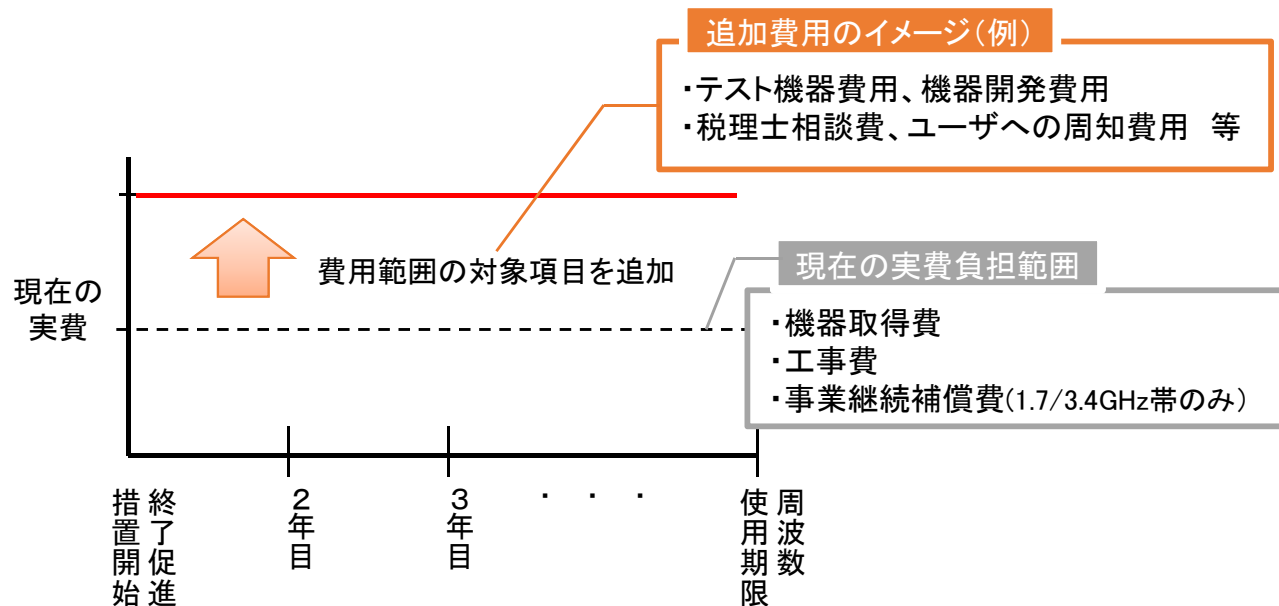 追加費用のイメージ（例）
・テスト機器費用、機器開発費用
・税理士相談費、ユーザへの周知費用　等
費用範囲の対象項目を追加
現在の実費負担範囲
・機器取得費
・工事費
・事業継続補償費(1.7/3.4GHz帯のみ）
現在の
実費
終了促進
措置開始
２年目
３年目
・　・　・
周波数
使用期限